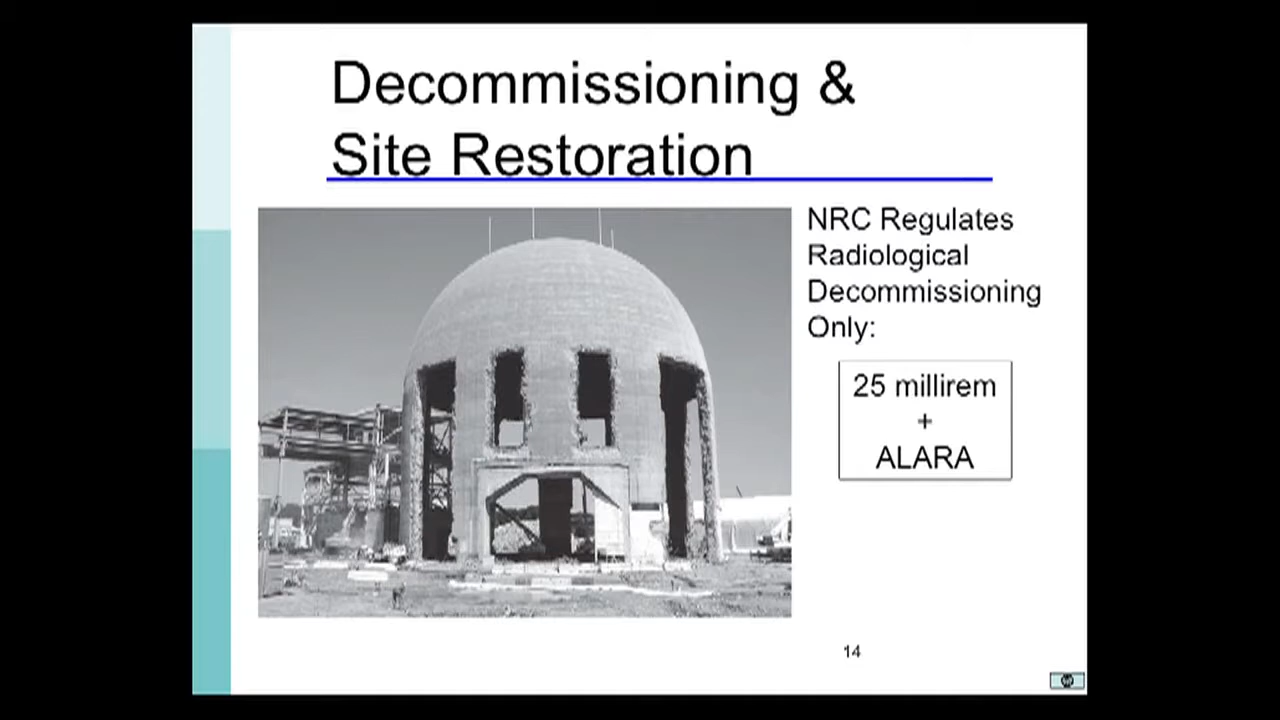 Decommissioning &
Site Restoration
NRC Regulates
Radiological
Decommissioning
Only:
25 millirem
+
ALARA
14